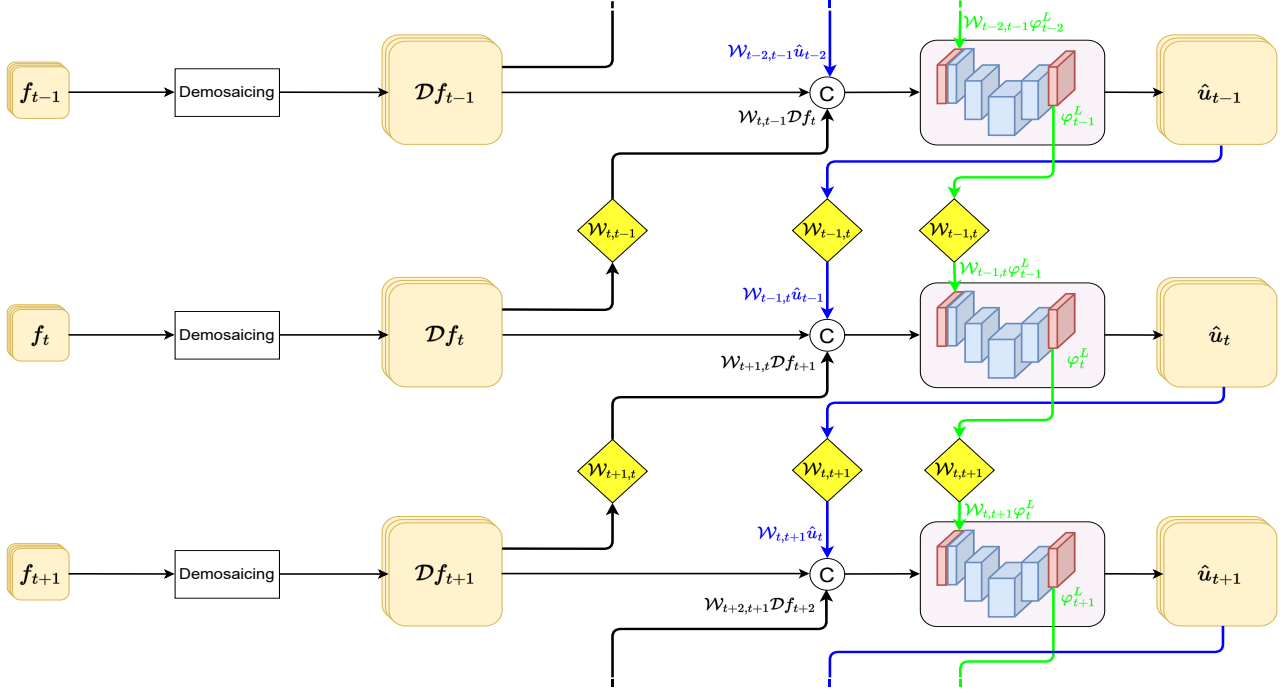 𝒲_{t−2,t−1}φ^L_{t−2}
𝒲_{t−2,t−1}û_{t−2}
f_{t−1}
Demosaicing
𝒟f_{t−1}
C
û_{t−1}
𝒲_{t,t−1}𝒟f_t
φ^L_{t−1}
𝒲_{t,t−1}
𝒲_{t−1,t}
𝒲_{t−1,t}
𝒲_{t−1,t}φ^L_{t−1}
𝒲_{t−1,t}û_{t−1}
f_t
Demosaicing
𝒟f_t
C
û_t
𝒲_{t+1,t}𝒟f_{t+1}
φ^L_t
𝒲_{t+1,t}
𝒲_{t,t+1}
𝒲_{t,t+1}
𝒲_{t,t+1}φ^L_t
𝒲_{t,t+1}û_t
f_{t+1}
Demosaicing
𝒟f_{t+1}
C
û_{t+1}
𝒲_{t+2,t+1}𝒟f_{t+2}
φ^L_{t+1}